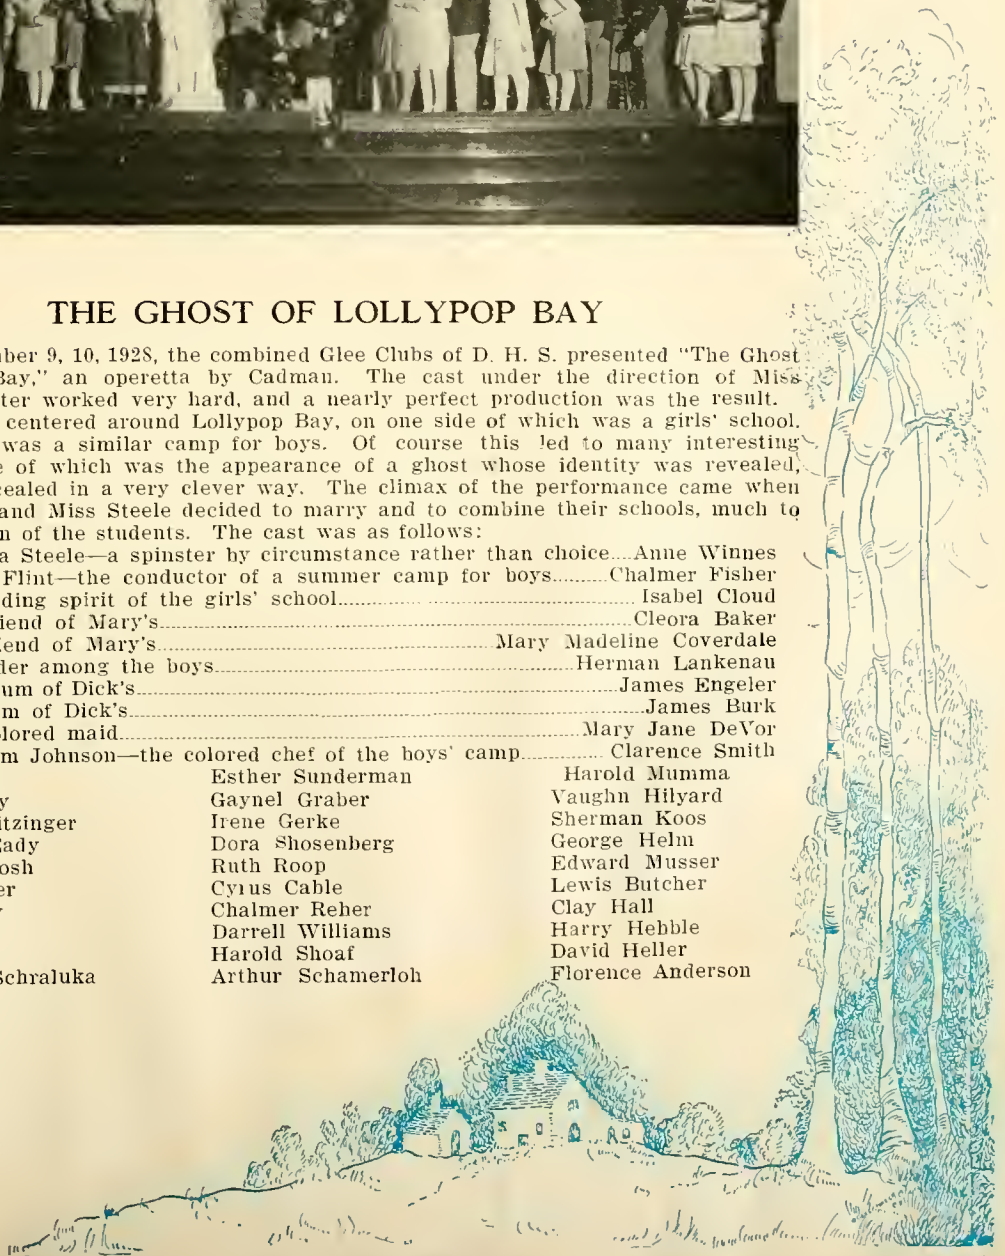 THE GHOST OF LOLLYPOP BAY
ber 9, 10, 1928, the combined Glee Clubs of D. H. S. presented "The Ghost
Bay," an operetta by Cadman. The cast under the direction of Miss
ter worked very hard, and a nearly perfect production was the result.
centered around Lollypop Bay, on one side of which was a girls' school.
was a similar camp for boys. Of course this led to many interesting
e of which was the appearance of a ghost whose identity was revealed,
cealed in a very clever way. The climax of the performance came when
and Miss Steele decided to marry and to combine their schools, much to
n of the students. The cast was as follows:
a Steele—a spinster by circumstance rather than choice....Anne Winnes
Flint—the conductor of a summer camp for boys.........Chalmer Fisher
ding spirit of the girls' school.......................................Isabel Cloud
iend of Mary's...............................................................Cleora Baker
iend of Mary's............................................Mary Madeline Coverdale
der among the boys................................................Herman Lankenau
um of Dick's................................................................James Engeler
m of Dick's....................................................................James Burk
lored maid............................................................Mary Jane DeVor
m Johnson—the colored chef of the boys' camp............Clarence Smith
Esther Sunderman Harold Mumma
y Gaynel Graber Vaughn Hilyard
itzinger Irene Gerke Sherman Koos
Eady Dora Shosenberg George Helm
osh Ruth Roop Edward Musser
er Cyrus Cable Lewis Butcher
Chalmer Reher Clay Hall
Darrell Williams Harry Hebble
Harold Shoaf David Heller
Schraluka Arthur Schamerloh Florence Anderson